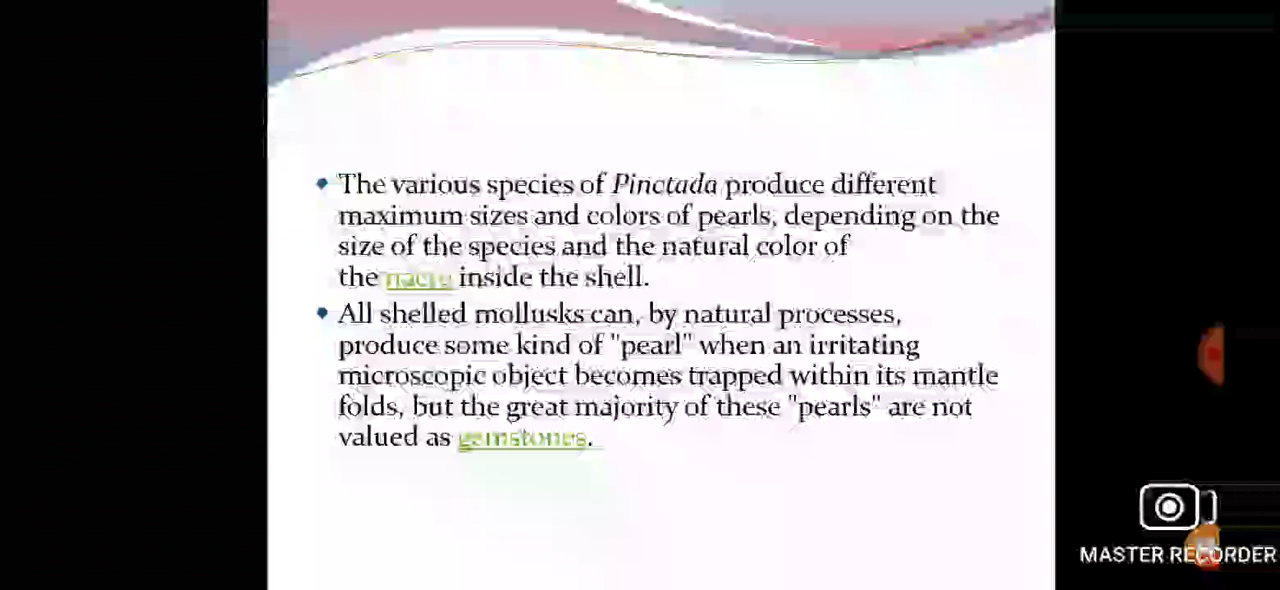 • The various species of Pinctada produce different
maximum sizes and colors of pearls, depending on the
size of the species and the natural color of
the nacre inside the shell.
• All shelled mollusks can, by natural processes,
produce some kind of "pearl" when an irritating
microscopic object becomes trapped within its mantle
folds, but the great majority of these "pearls" are not
valued as gemstones.
MASTER RECORDER